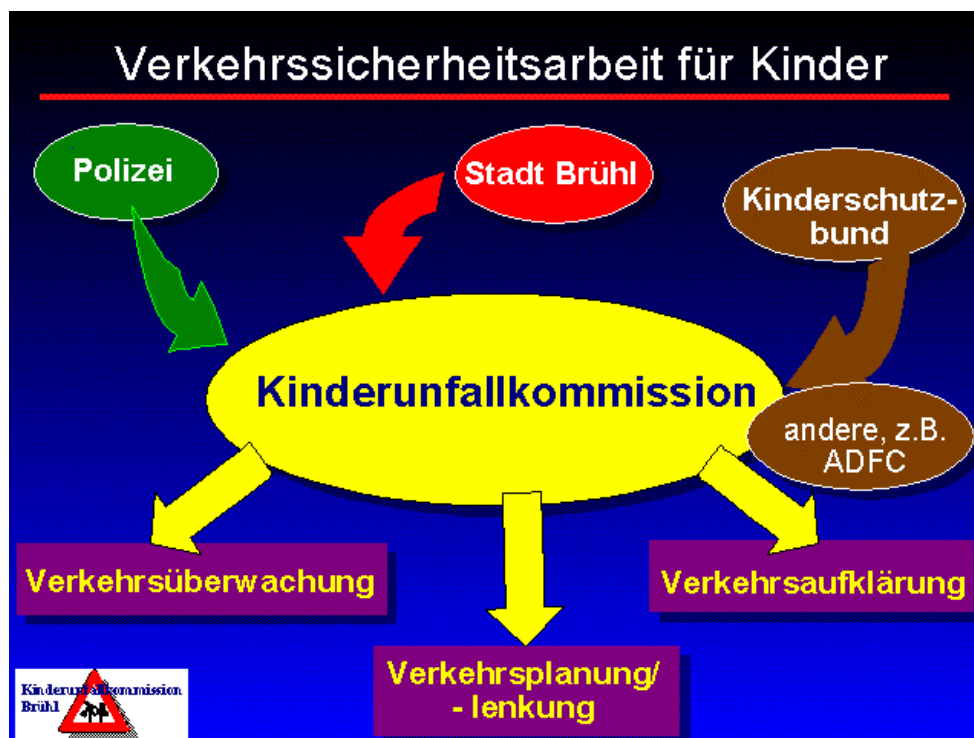 Verkehrssicherheitsarbeit für Kinder
Polizei
Stadt Brühl
Kinderschutz-
bund
Kinderunfallkommission
andere, z.B.
ADFC
Verkehrsüberwachung
Verkehrsaufklärung
Verkehrsplanung/
- lenkung
Kinderunfallkommission
Brühl